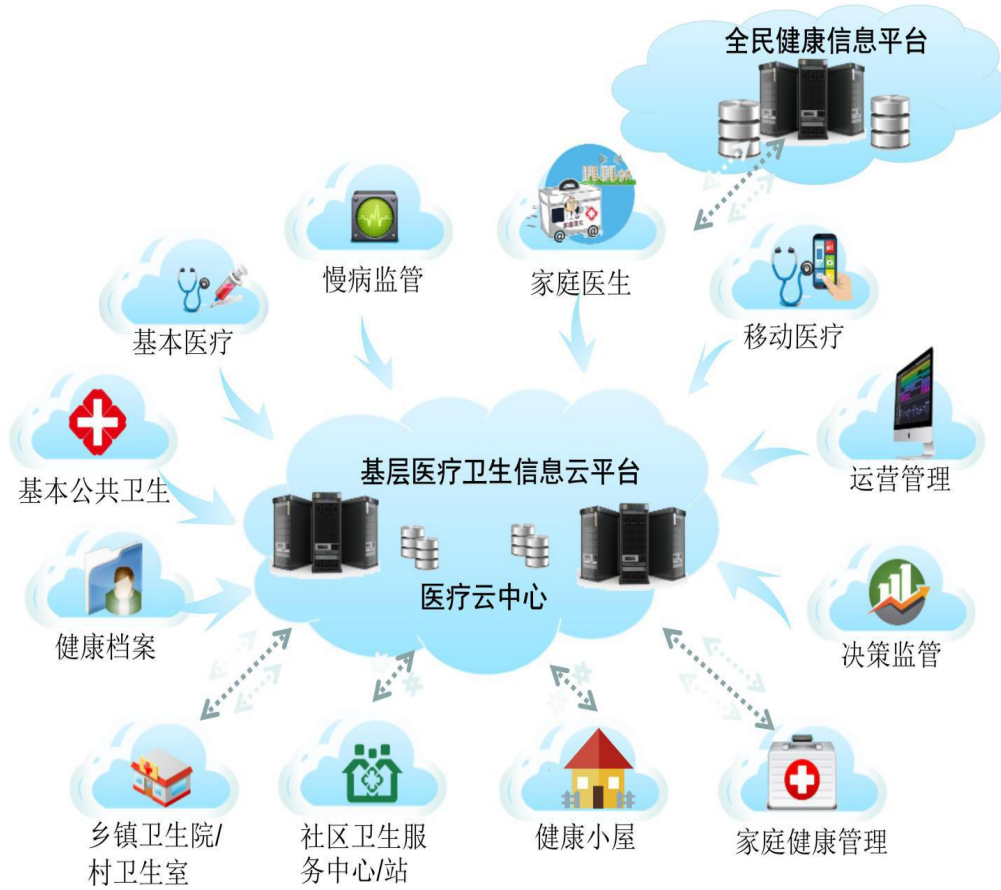 全民健康信息平台
慢病监管
家庭医生
基本医疗
移动医疗
基本公共卫生
基层医疗卫生信息云平台
运营管理
医疗云中心
健康档案
决策监管
乡镇卫生院/
村卫生室
社区卫生服
务中心/站
健康小屋
家庭健康管理